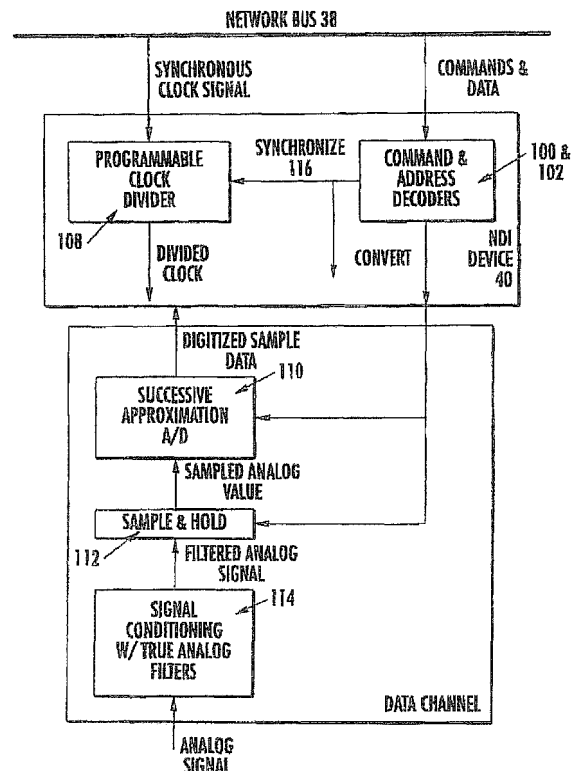 NETWORK BUS 38
SYNCHRONOUS
CLOCK SIGNAL
COMMANDS &
DATA
PROGRAMMABLE
CLOCK
DIVIDER
108
SYNCHRONIZE
116
COMMAND &
ADDRESS
DECODERS
100 &
102
DIVIDED
CLOCK
CONVERT
NDI
DEVICE
40
DIGITIZED SAMPLE
DATA
110
SUCCESSIVE
APPROXIMATION
A/D
SAMPLED ANALOG
VALUE
SAMPLE & HOLD
112
FILTERED ANALOG
SIGNAL
114
SIGNAL
CONDITIONING
W/ TRUE ANALOG
FILTERS
DATA CHANNEL
ANALOG
SIGNAL